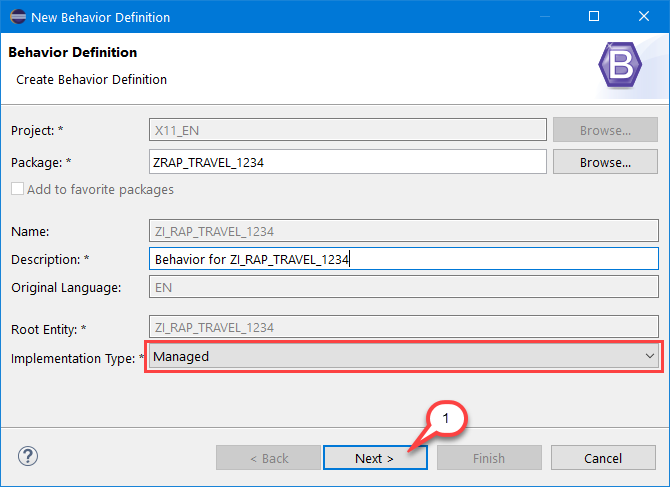 New Behavior Definition
Behavior Definition
Create Behavior Definition
B
Project: * X11_EN Browse...
Package: * ZRAP_TRAVEL_1234 Browse...
Add to favorite packages
Name: ZI_RAP_TRAVEL_1234
Description: * Behavior for ZI_RAP_TRAVEL_1234
Original Language: EN
Root Entity: * ZI_RAP_TRAVEL_1234
Implementation Type: * Managed
1
? < Back Next > Finish Cancel